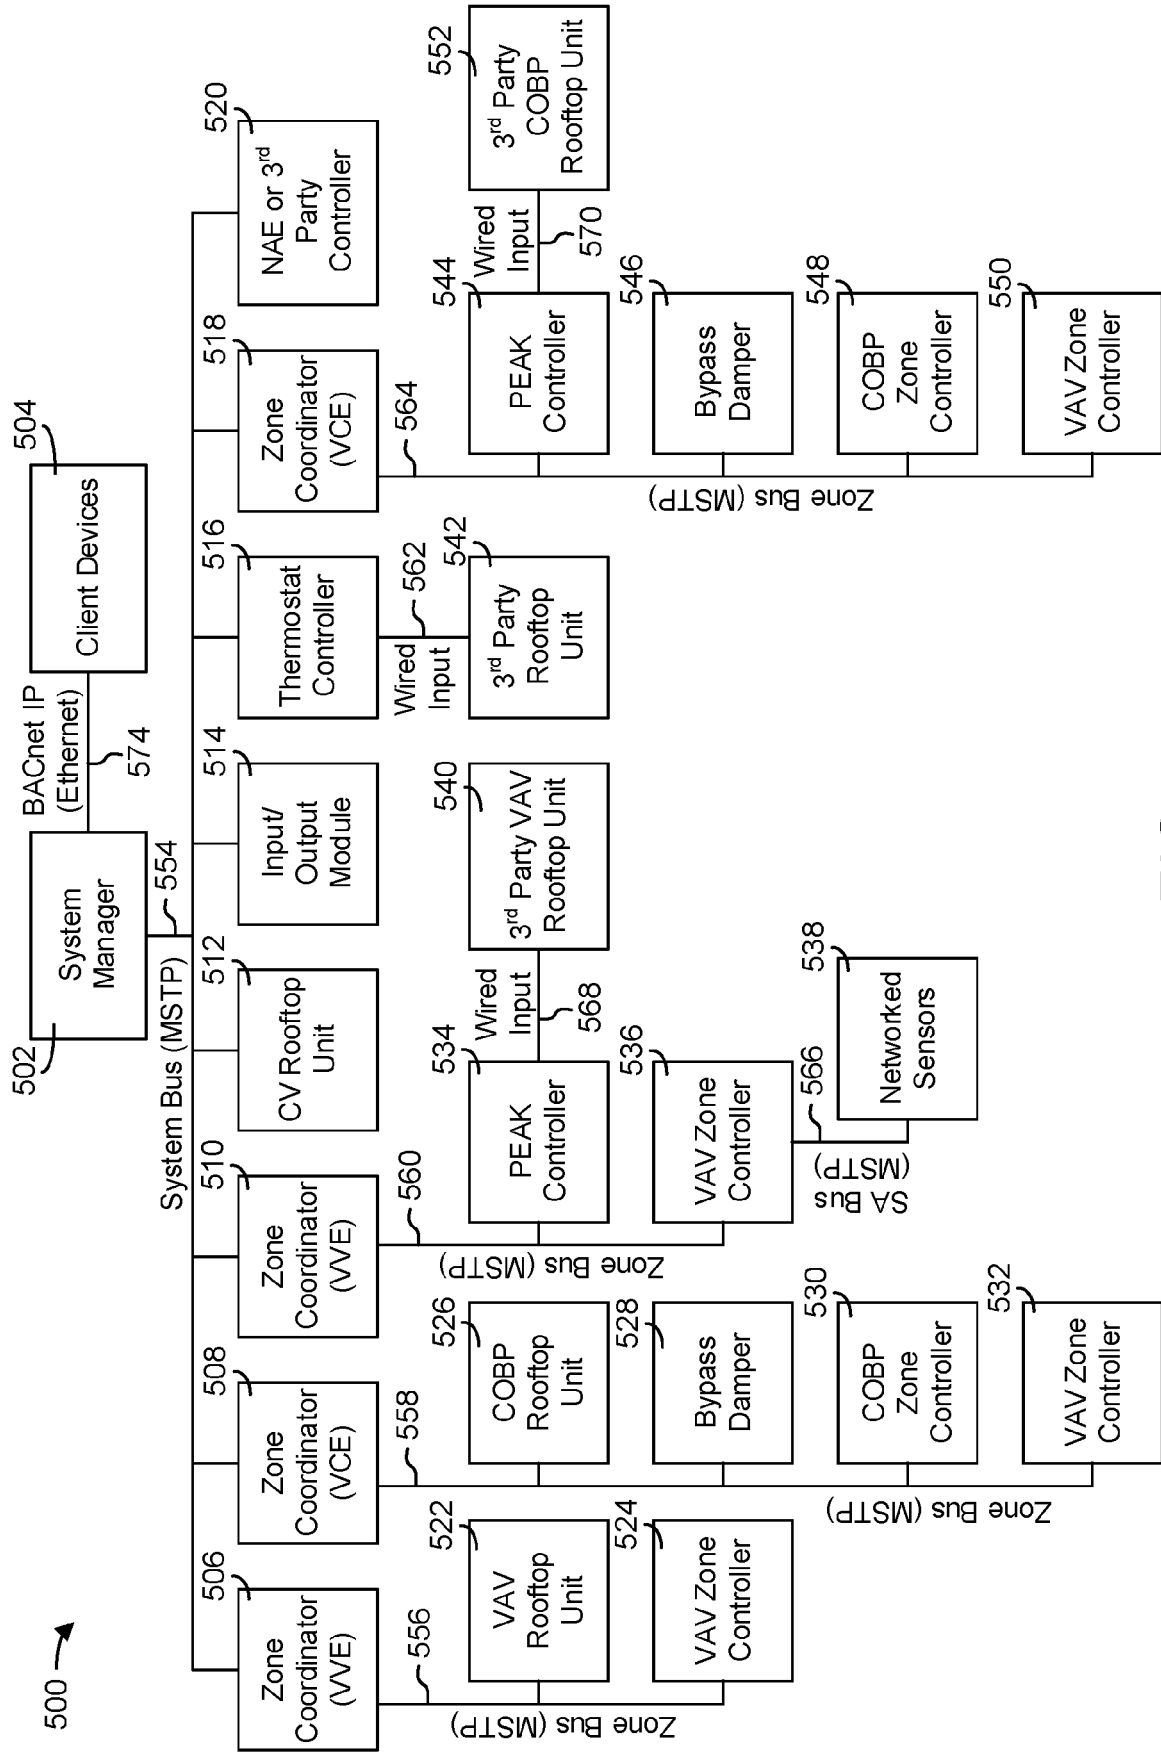 500
502
System
Manager
BACnet IP
(Ethernet)
574
504
Client Devices
System Bus (MSTP)
554
506
Zone
Coordinator
(VVE)
508
Zone
Coordinator
(VCE)
510
Zone
Coordinator
(VVE)
512
CV Rooftop
Unit
514
Input/
Output
Module
516
Thermostat
Controller
518
Zone
Coordinator
(VCE)
520
NAE or 3rd
Party
Controller
556
Zone Bus (MSTP)
522
VAV
Rooftop
Unit
524
VAV Zone
Controller
558
Zone Bus (MSTP)
526
COBP
Rooftop
Unit
528
Bypass
Damper
530
COBP
Zone
Controller
532
VAV Zone
Controller
560
Zone Bus (MSTP)
534
PEAK
Controller
Wired
Input
568
540
3rd Party VAV
Rooftop Unit
536
VAV Zone
Controller
SA Bus
(MSTP)
566
538
Networked
Sensors
Wired
Input
562
542
3rd Party
Rooftop
Unit
564
Zone Bus (MSTP)
544
PEAK
Controller
Wired
Input
570
552
3rd Party
COBP
Rooftop Unit
546
Bypass
Damper
548
COBP
Zone
Controller
550
VAV Zone
Controller